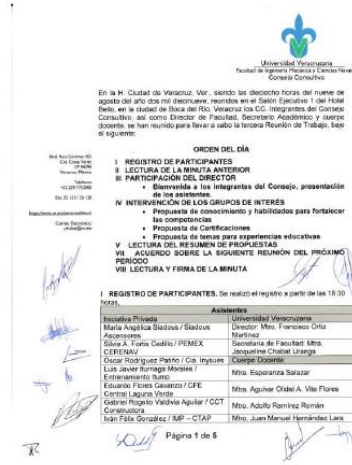 Universidad Veracruzana
Facultad de Ingeniería Mecánica y Ciencias Navales
Consejo Consultivo
En la H. Ciudad de Veracruz, Ver., siendo las dieciocho horas del nueve de
agosto del año dos mil diecinueve, reunidos en el Salón Ejecutivo 1 del Hotel
Bello, en la ciudad de Boca del Río, Veracruz los CC. Integrantes del Consejo
Consultivo, así como Director de Facultad, Secretario Académico y cuerpo
docente, se han reunido para llevar a cabo la tercera Reunión de Trabajo, bajo
el siguiente:
ORDEN DEL DÍA
I REGISTRO DE PARTICIPANTES
II LECTURA DE LA MINUTA ANTERIOR
III PARTICIPACIÓN DEL DIRECTOR
• Bienvenida a los integrantes del Consejo, presentación
de los asistentes.
IV INTERVENCIÓN DE LOS GRUPOS DE INTERÉS
• Propuesta de conocimiento y habilidades para fortalecer
las competencias
• Propuesta de Certificaciones
• Propuesta de temas para experiencias educativas
V LECTURA DEL RESUMEN DE PROPUESTAS
VII ACUERDO SOBRE LA SIGUIENTE REUNIÓN DEL PRÓXIMO
PERÍODO
VIII LECTURA Y FIRMA DE LA MINUTA
Teléfonos
Correo Electrónico
I REGISTRO DE PARTICIPANTES. Se realizó el registro a partir de las 18:30
horas.
Asistentes
Iniciativa Privada Universidad Veracruzana
María Angélica Siadous / Siadous Director: Mtro. Francisco Ortiz
Ascensores Martínez
Silvia A. Fortis Cedillo / PEMEX Secretaria de Facultad: Mtra.
CERENAV Jacqueline Chabat Uranga
Oscar Rodríguez Patiño / Cia. Inysues Cuerpo Docente:
Luis Javier Iturriaga Morales / Mtra. Esperanza Salazar
Entrenamiento Itumo
Eduardo Flores Cavanzo / CFE Mtra. Aguivar Olidel A. Vite Flores
Central Laguna Verde
Gabriel Rogelio Valdivia Aguilar / CCT Mtro. Adolfo Ramírez Román
Constructora
Iván Félix González / IMP – CTAP Mtro. Juan Manuel Hernández Lara
Página 1 de 5